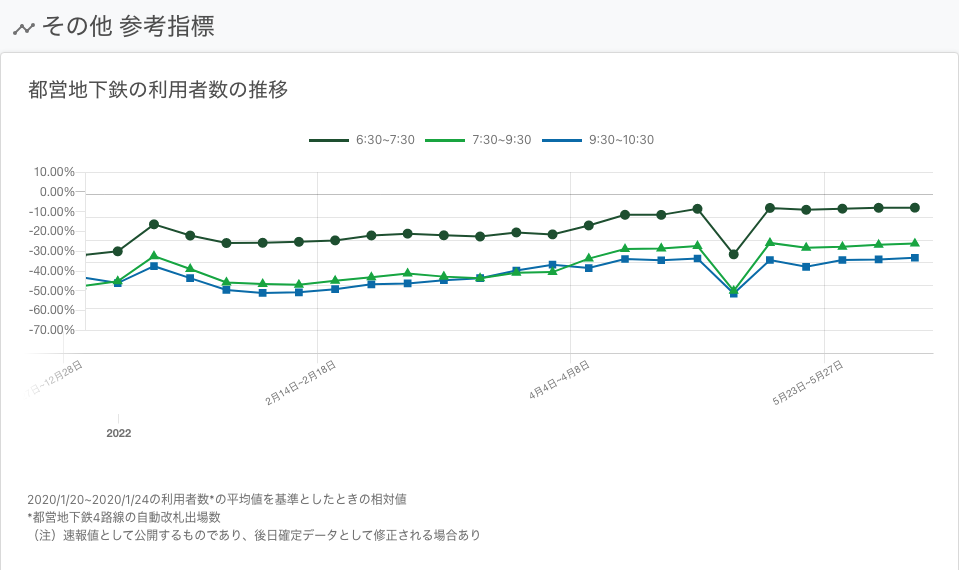 その他 参考指標
都営地下鉄の利用者数の推移
6:30~7:30 7:30~9:30 9:30~10:30
10.00%
0.00%
-10.00%
-20.00%
-30.00%
-40.00%
-50.00%
-60.00%
-70.00%
日~12月28日
2月14日~2月18日
4月4日~4月8日
5月23日~5月27日
2022
2020/1/20~2020/1/24の利用者数*の平均値を基準としたときの相対値
*都営地下鉄4路線の自動改札出場数
（注）速報値として公開するものであり、後日確定データとして修正される場合あり